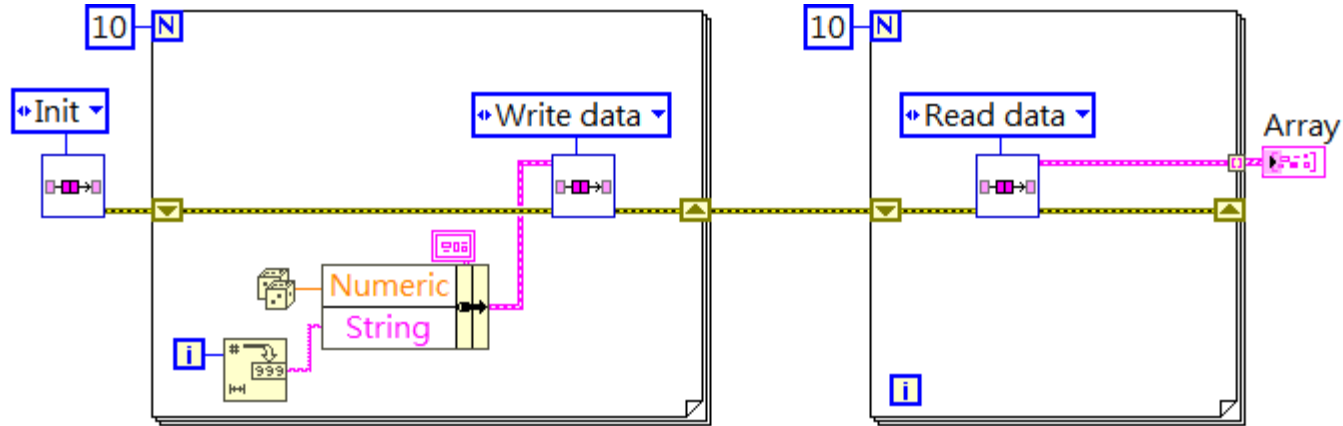 10 N
10 N
Init
Write data
Read data
Array
Numeric
String
i
#
999
i